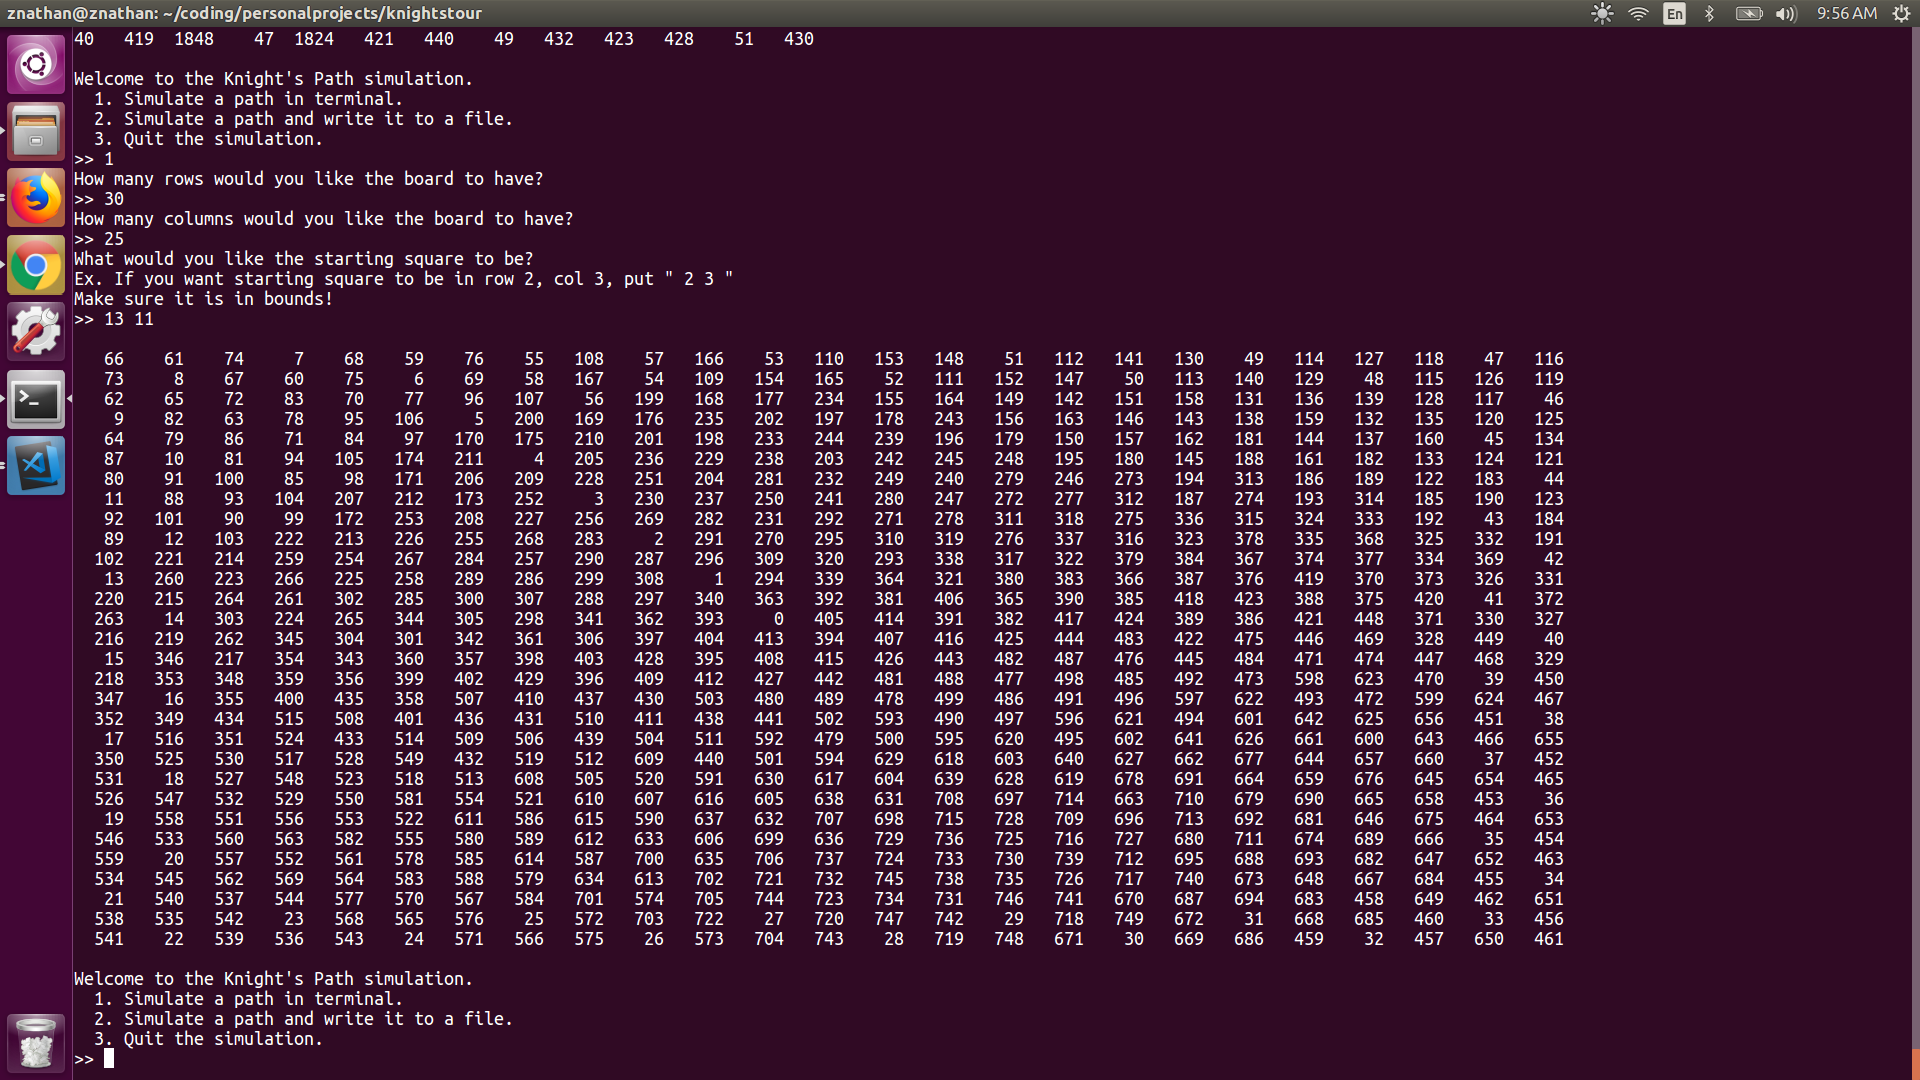 znathan@znathan: ~/coding/personalprojects/knightstour En 9:56 AM
40 419 1848 47 1824 421 440 49 432 423 428 51 430
Welcome to the Knight's Path simulation.
1. Simulate a path in terminal.
2. Simulate a path and write it to a file.
3. Quit the simulation.
>> 1
How many rows would you like the board to have?
>> 30
How many columns would you like the board to have?
>> 25
What would you like the starting square to be?
Ex. If you want starting square to be in row 2, col 3, put " 2 3 "
Make sure it is in bounds!
>> 13 11
66 61 74 7 68 59 76 55 108 57 166 53 110 153 148 51 112 141 130 49 114 127 118 47 116
73 8 67 60 75 6 69 58 167 54 109 154 165 52 111 152 147 50 113 140 129 48 115 126 119
62 65 72 83 70 77 96 107 56 199 168 177 234 155 164 149 142 151 158 131 136 139 128 117 46
9 82 63 78 95 106 5 200 169 176 235 202 197 178 243 156 163 146 143 138 159 132 135 120 125
64 79 86 71 84 97 170 175 210 201 198 233 244 239 196 179 150 157 162 181 144 137 160 45 134
87 10 81 94 105 174 211 4 205 236 229 238 203 242 245 248 195 180 145 188 161 182 133 124 121
80 91 100 85 98 171 206 209 228 251 204 281 232 249 240 279 246 273 194 313 186 189 122 183 44
11 88 93 104 207 212 173 252 3 230 237 250 241 280 247 272 277 312 187 274 193 314 185 190 123
92 101 90 99 172 253 208 227 256 269 282 231 292 271 278 311 318 275 336 315 324 333 192 43 184
89 12 103 222 213 226 255 268 283 2 291 270 295 310 319 276 337 316 323 378 335 368 325 332 191
102 221 214 259 254 267 284 257 290 287 296 309 320 293 338 317 322 379 384 367 374 377 334 369 42
13 260 223 266 225 258 289 286 299 308 1 294 339 364 321 380 383 366 387 376 419 370 373 326 331
220 215 264 261 302 285 300 307 288 297 340 363 392 381 406 365 390 385 418 423 388 375 420 41 372
263 14 303 224 265 344 305 298 341 362 393 0 405 414 391 382 417 424 389 386 421 448 371 330 327
216 219 262 345 304 301 342 361 306 397 404 413 394 407 416 425 444 483 422 475 446 469 328 449 40
15 346 217 354 343 360 357 398 403 428 395 408 415 426 443 482 487 476 445 484 471 474 447 468 329
218 353 348 359 356 399 402 429 396 409 412 427 442 481 488 477 498 485 492 473 598 623 470 39 450
347 16 355 400 435 358 507 410 437 430 503 480 489 478 499 486 491 496 597 622 493 472 599 624 467
352 349 434 515 508 401 436 431 510 411 438 441 502 593 490 497 596 621 494 601 642 625 656 451 38
17 516 351 524 433 514 509 506 439 504 511 592 479 500 595 620 495 602 641 626 661 600 643 466 655
350 525 530 517 528 549 432 519 512 609 440 501 594 629 618 603 640 627 662 677 644 657 660 37 452
531 18 527 548 523 518 513 608 505 520 591 630 617 604 639 628 619 678 691 664 659 676 645 654 465
526 547 532 529 550 581 554 521 610 607 616 605 638 631 708 697 714 663 710 679 690 665 658 453 36
19 558 551 556 553 522 611 586 615 590 637 632 707 698 715 728 709 696 713 692 681 646 675 464 653
546 533 560 563 582 555 580 589 612 633 606 699 636 729 736 725 716 727 680 711 674 689 666 35 454
559 20 557 552 561 578 585 614 587 700 635 706 737 724 733 730 739 712 695 688 693 682 647 652 463
534 545 562 569 564 583 588 579 634 613 702 721 732 745 738 735 726 717 740 673 648 667 684 455 34
21 540 537 544 577 570 567 584 701 574 705 744 723 734 731 746 741 670 687 694 683 458 649 462 651
538 535 542 23 568 565 576 25 572 703 722 27 720 747 742 29 718 749 672 31 668 685 460 33 456
541 22 539 536 543 24 571 566 575 26 573 704 743 28 719 748 671 30 669 686 459 32 457 650 461
Welcome to the Knight's Path simulation.
1. Simulate a path in terminal.
2. Simulate a path and write it to a file.
3. Quit the simulation.
>>